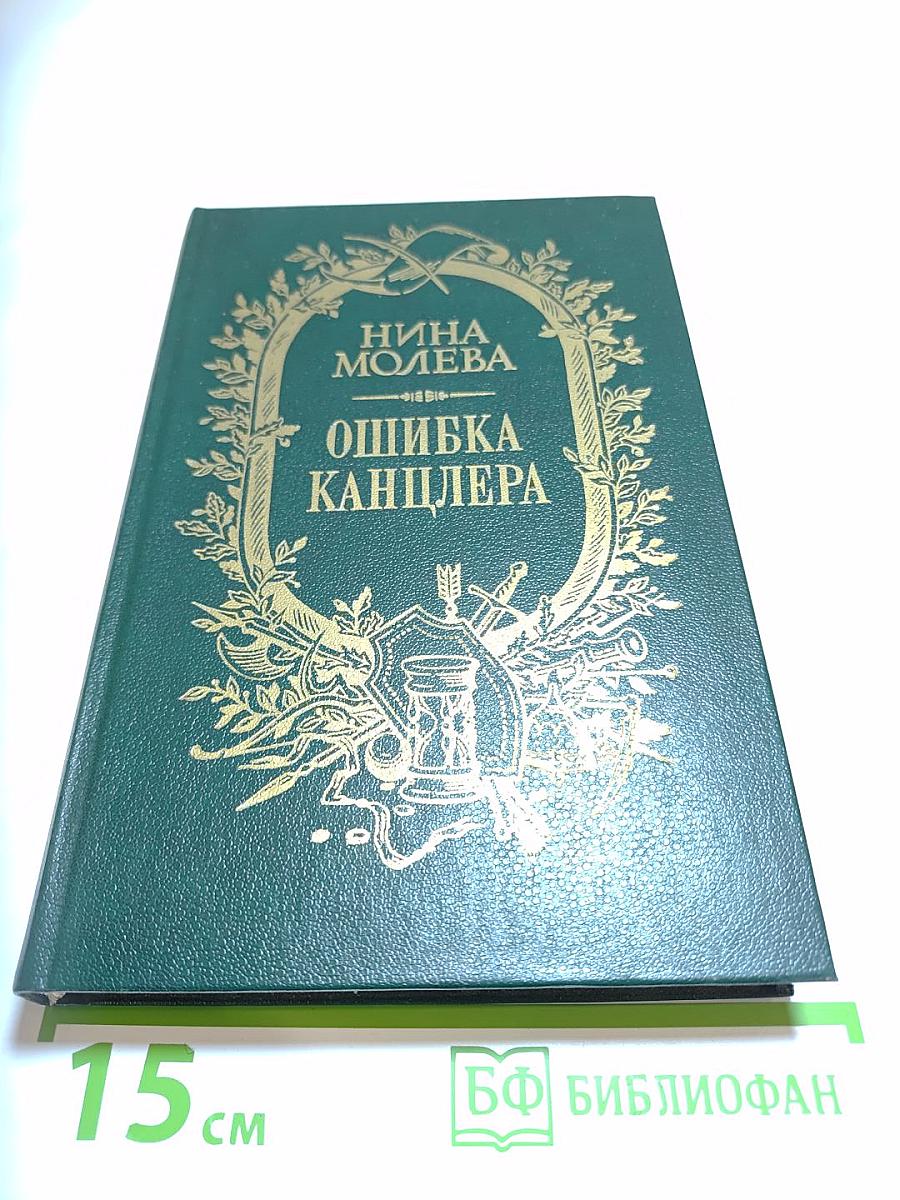 НИНА
МОЛЕВА
ОШИБКА
КАНЦЛЕРА
15 см
БФ БИБЛИОФАН